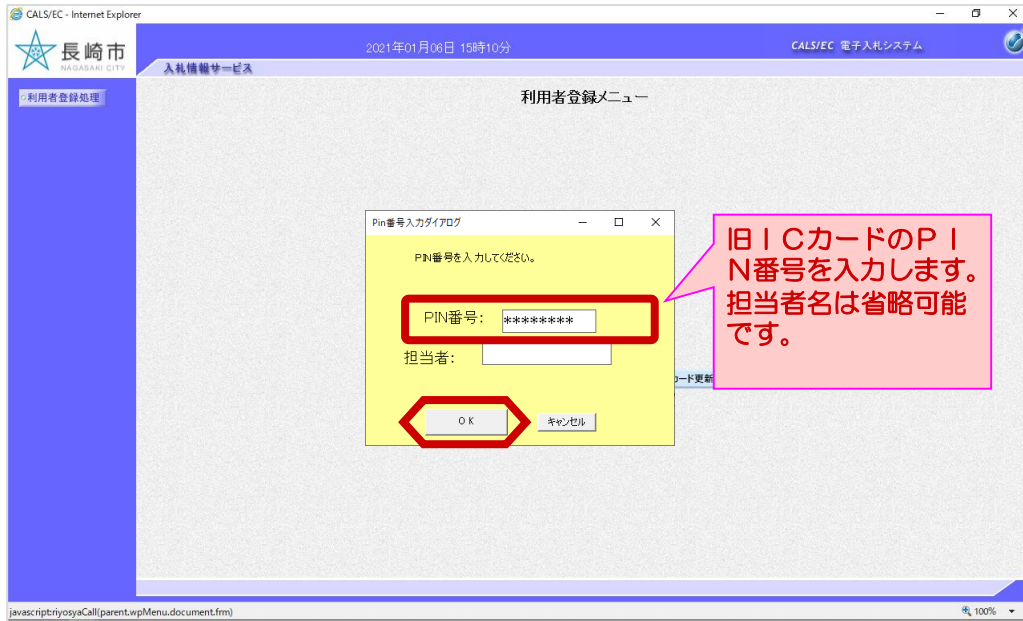 CALS/EC - Internet Explorer
長崎市
NAGASAKI CITY
2021年01月06日 15時10分
CALS/EC 電子入札システム
入札情報サービス
利用者登録処理
利用者登録メニュー
Pin番号入力ダイアログ
PIN番号を入力してください。
PIN番号: ********
担当者:
OK
キャンセル
旧ICカードのPI
N番号を入力します。
担当者名は省略可能
です。
カード更新
javascript:riyosyaCall(parent.wpMenu.document.frm)
100%